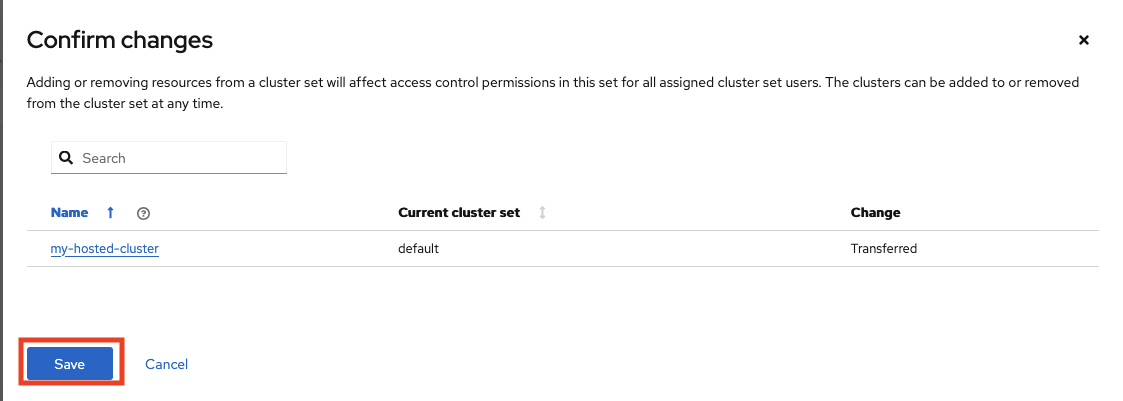 Confirm changes
Adding or removing resources from a cluster set will affect access control permissions in this set for all assigned cluster set users. The clusters can be added to or removed
from the cluster set at any time.
Search
Name Current cluster set Change
my-hosted-cluster default Transferred
Save Cancel